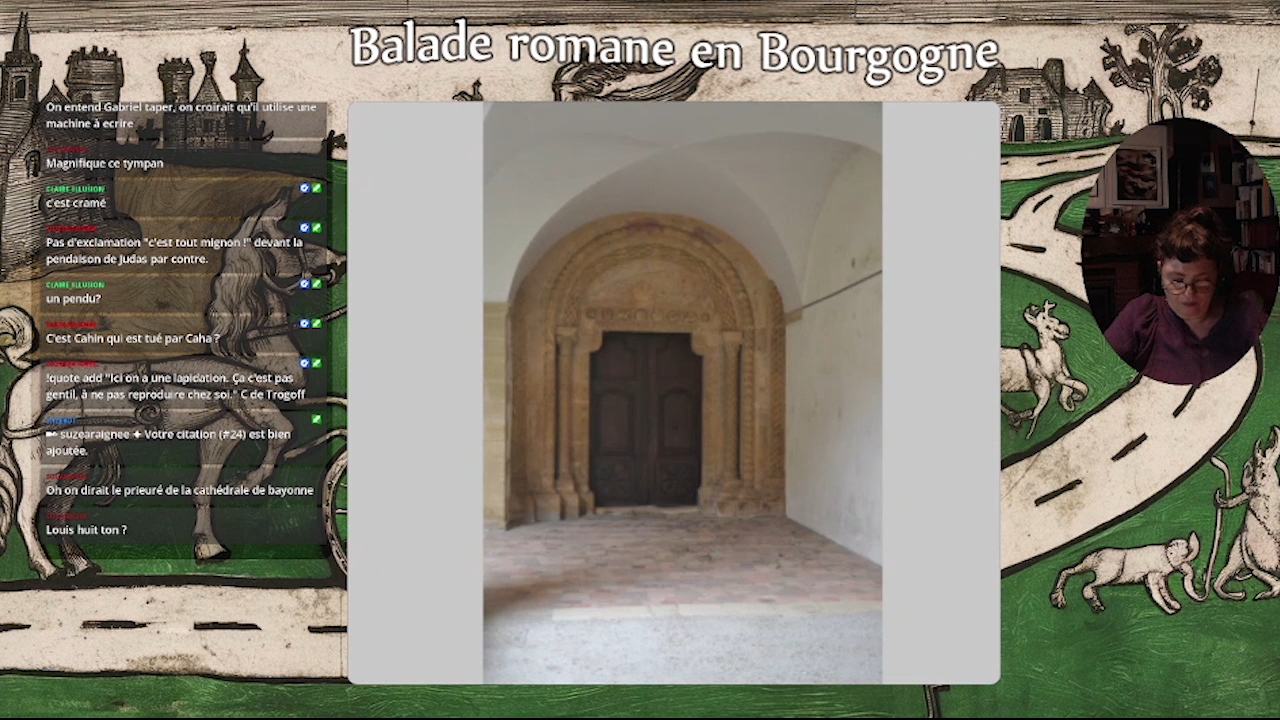 Balade romane en Bourgogne
On entend Gabriel taper, on croirait qu'il utilise une
machine à ecrire
Magnifique ce tympan
CLAIRE ILLUSION
c'est cramé
Pas d'exclamation "c'est tout mignon !" devant la
pendaison de Judas par contre.
CLAIRE ILLUSION
un pendu?
C'est Cahin qui est tué par Caha ?
!quote add "Ici on a une lapidation. Ça c'est pas
gentil, à ne pas reproduire chez soi." C de Trogoff
suzearaignee ✦ Votre citation (#24) est bien
ajoutée.
Oh on dirait le prieuré de la cathédrale de bayonne
Louis huit ton ?